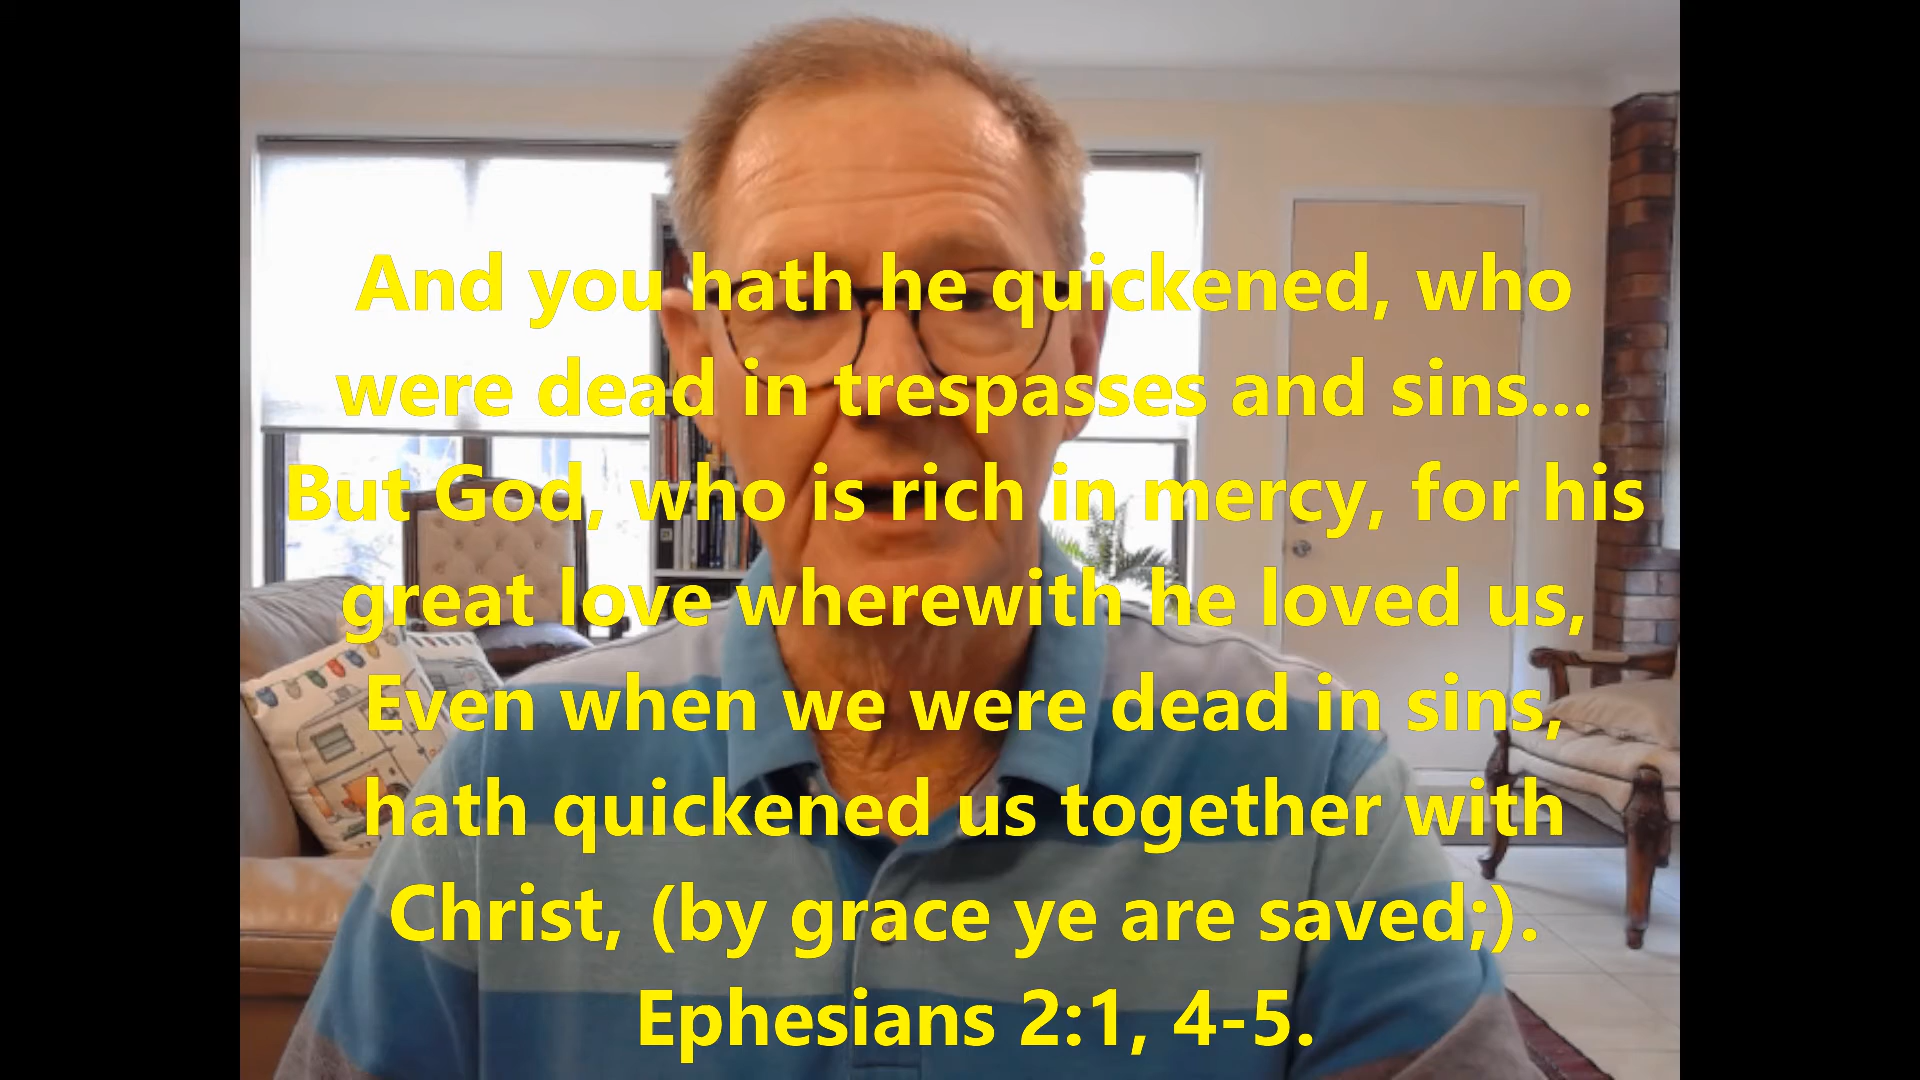 And you hath he quickened, who
were dead in trespasses and sins...
But God, who is rich in mercy, for his
great love wherewith he loved us,
Even when we were dead in sins,
hath quickened us together with
Christ, (by grace ye are saved;).
Ephesians 2:1, 4-5.